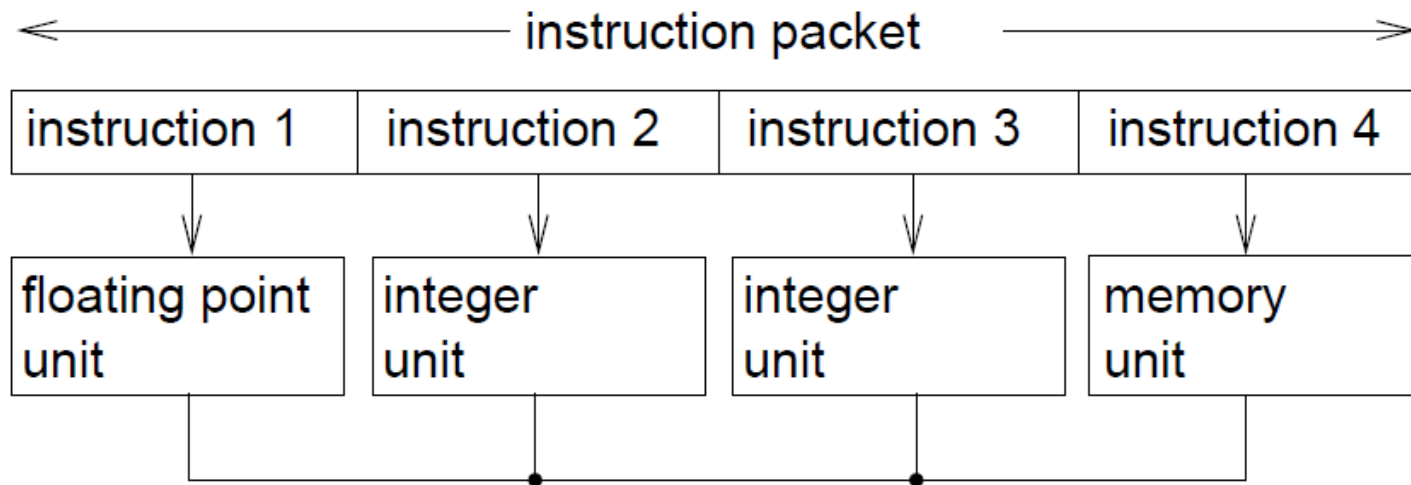 instruction packet
instruction 1 instruction 2 instruction 3 instruction 4
floating point integer integer memory
unit unit unit unit